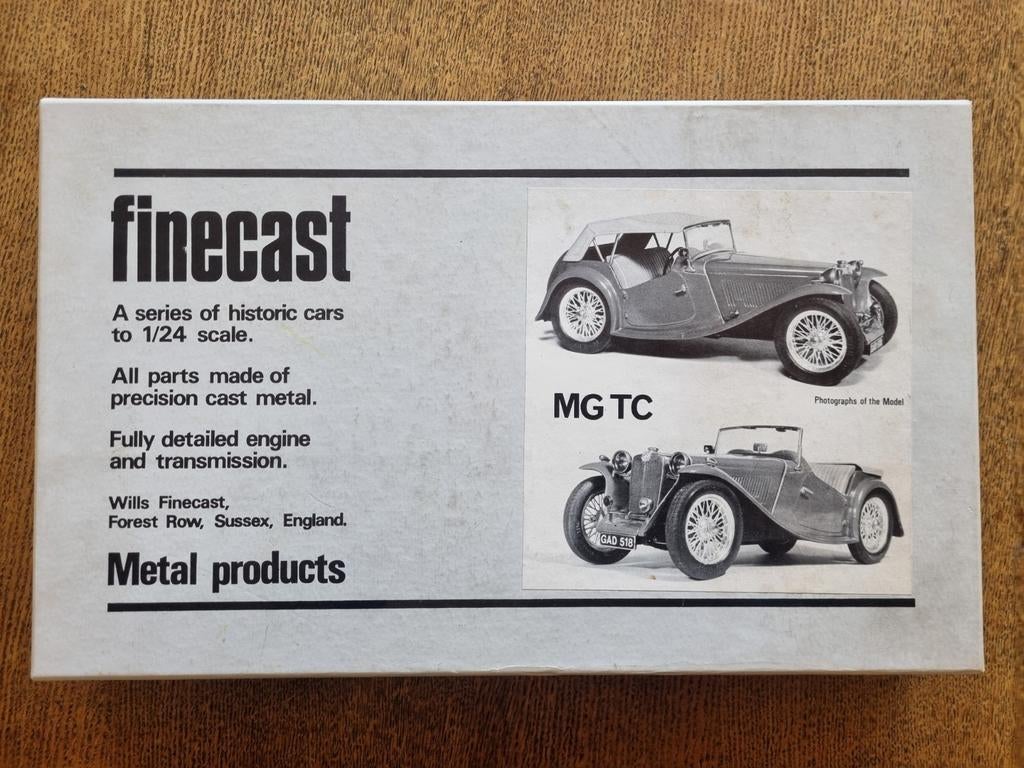 finecast
A series of historic cars
to 1/24 scale.
All parts made of
precision cast metal.
Fully detailed engine
and transmission.
Wills Finecast,
Forest Row, Sussex, England.
Metal products
MG TC
Photographs of the Model
GAD 518